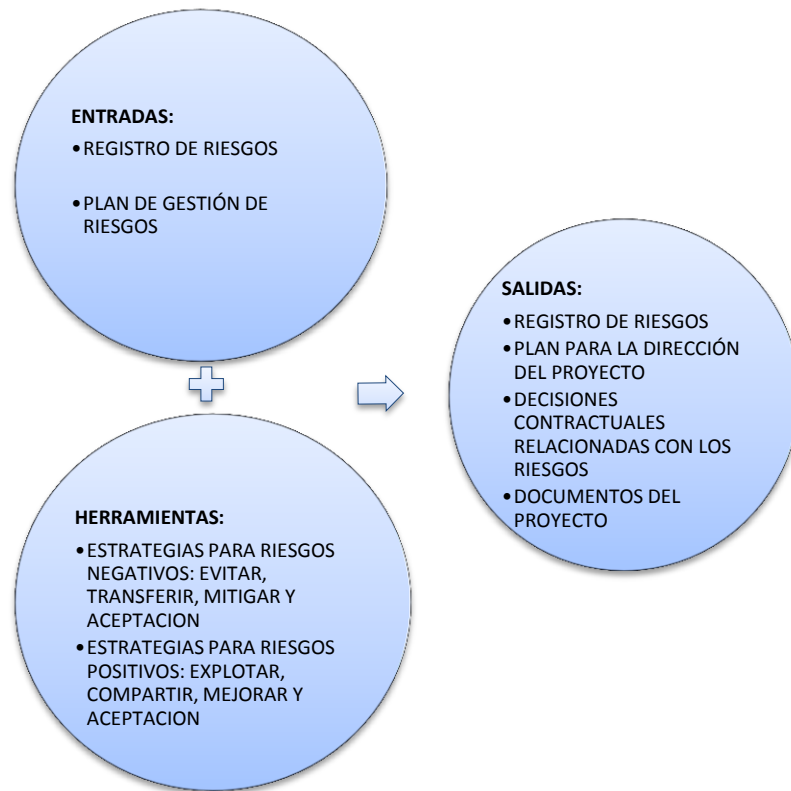 ENTRADAS:
•REGISTRO DE RIESGOS
•PLAN DE GESTIÓN DE
RIESGOS
HERRAMIENTAS:
•ESTRATEGIAS PARA RIESGOS
NEGATIVOS: EVITAR,
TRANSFERIR, MITIGAR Y
ACEPTACION
•ESTRATEGIAS PARA RIESGOS
POSITIVOS: EXPLOTAR,
COMPARTIR, MEJORAR Y
ACEPTACION
SALIDAS:
•REGISTRO DE RIESGOS
•PLAN PARA LA DIRECCIÓN
DEL PROYECTO
•DECISIONES
CONTRACTUALES
RELACIONADAS CON LOS
RIESGOS
•DOCUMENTOS DEL
PROYECTO